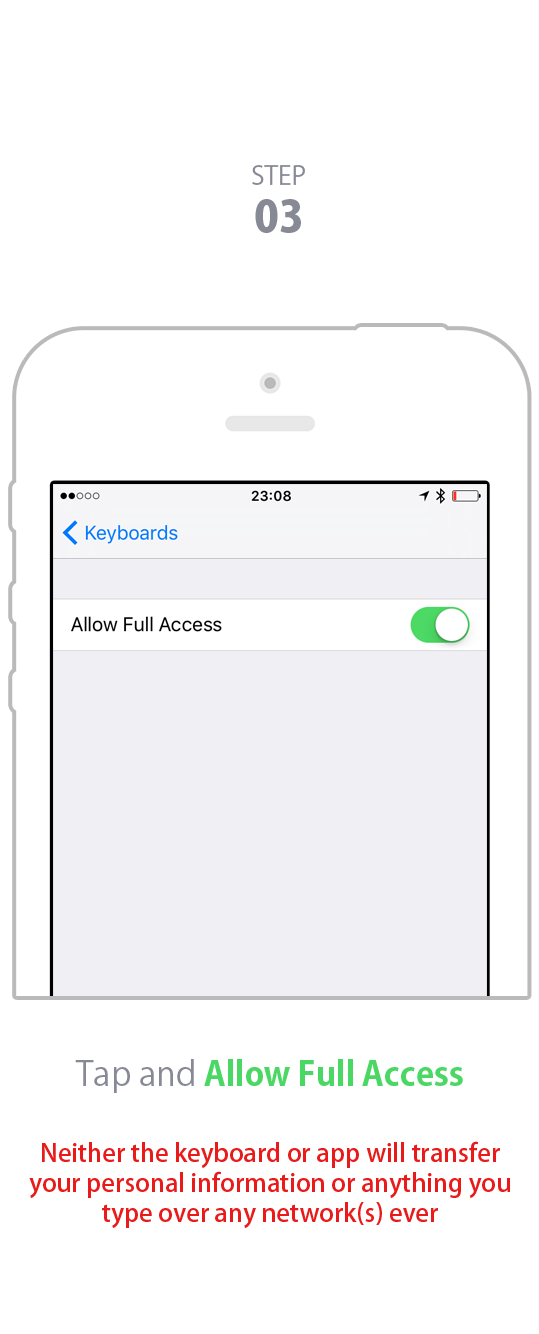 STEP
03
23:08
Keyboards
Allow Full Access
Tap and Allow Full Access
Neither the keyboard or app will transfer
your personal information or anything you
type over any network(s) ever